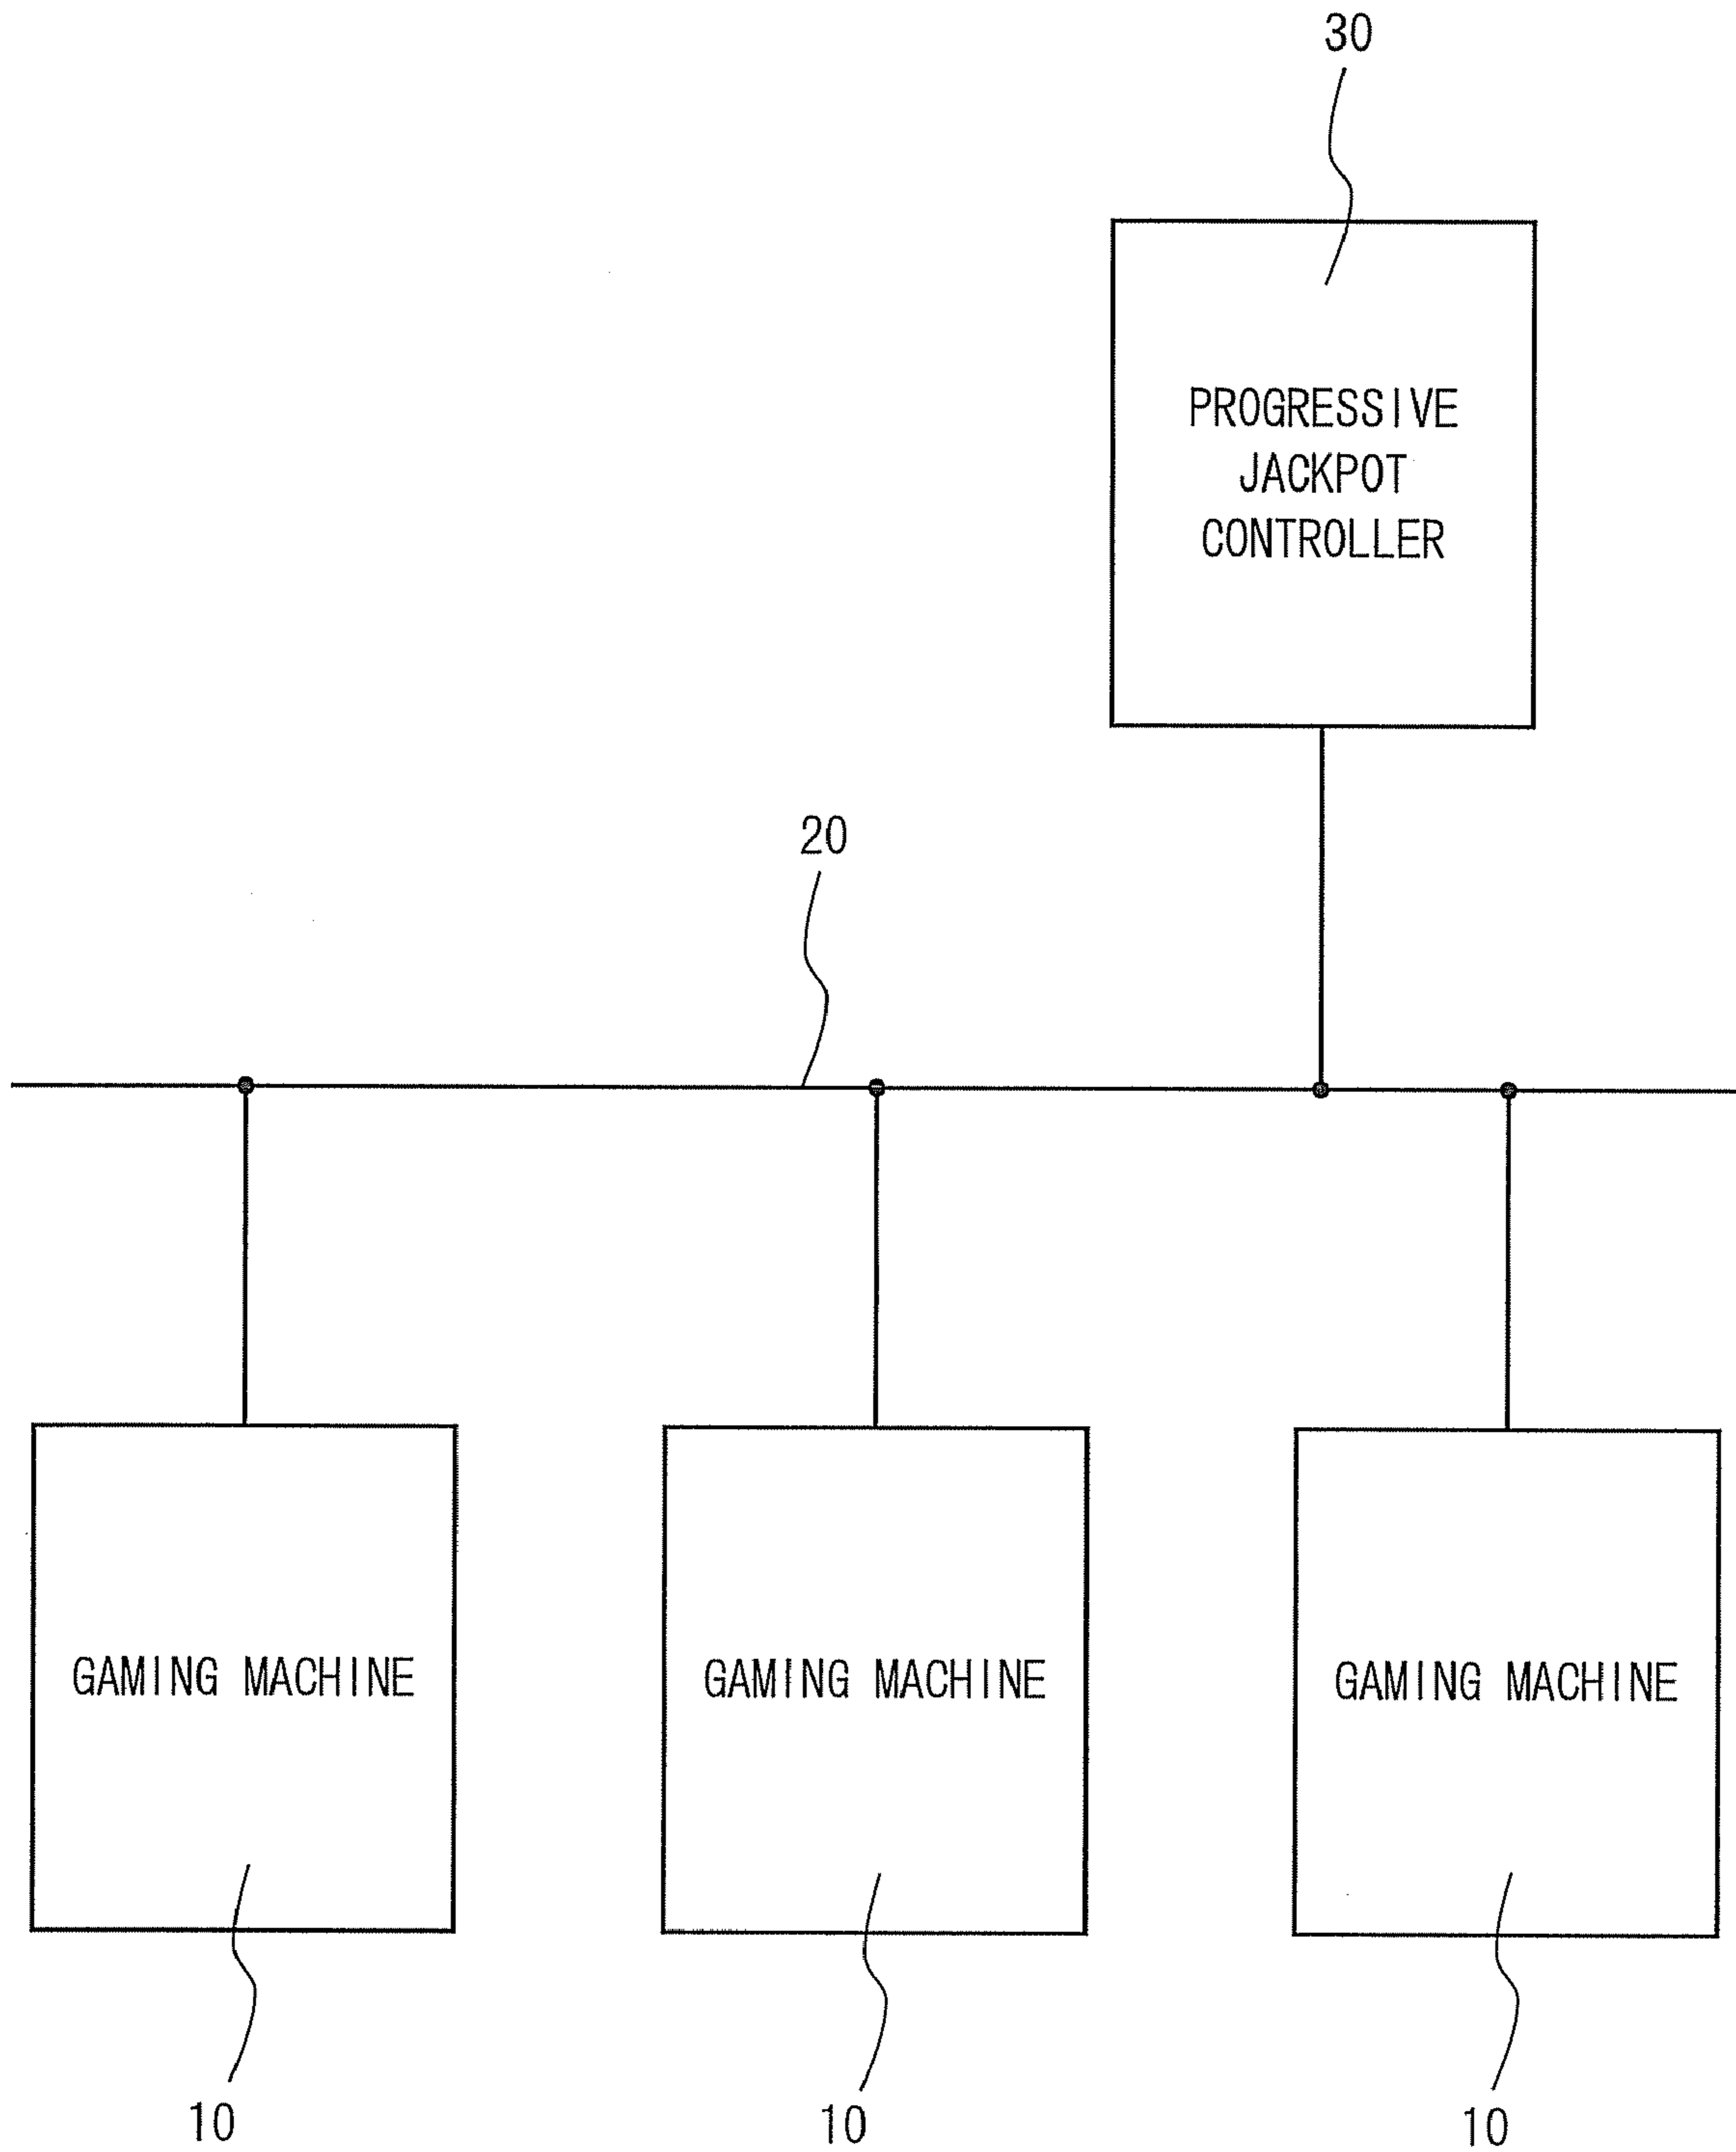 30
PROGRESSIVE
JACKPOT
CONTROLLER
20
GAMING MACHINE
GAMING MACHINE
GAMING MACHINE
10
10
10